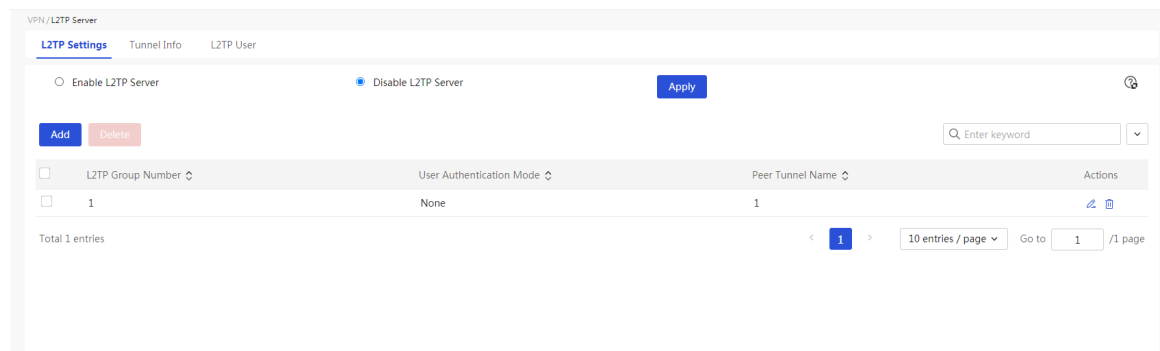 VPN/L2TP Server
L2TP Settings Tunnel Info L2TP User
Enable L2TP Server Disable L2TP Server Apply
Add Delete Enter keyword
L2TP Group Number User Authentication Mode Peer Tunnel Name Actions
1 None 1
Total 1 entries 1 10 entries / page Go to 1 /1 page